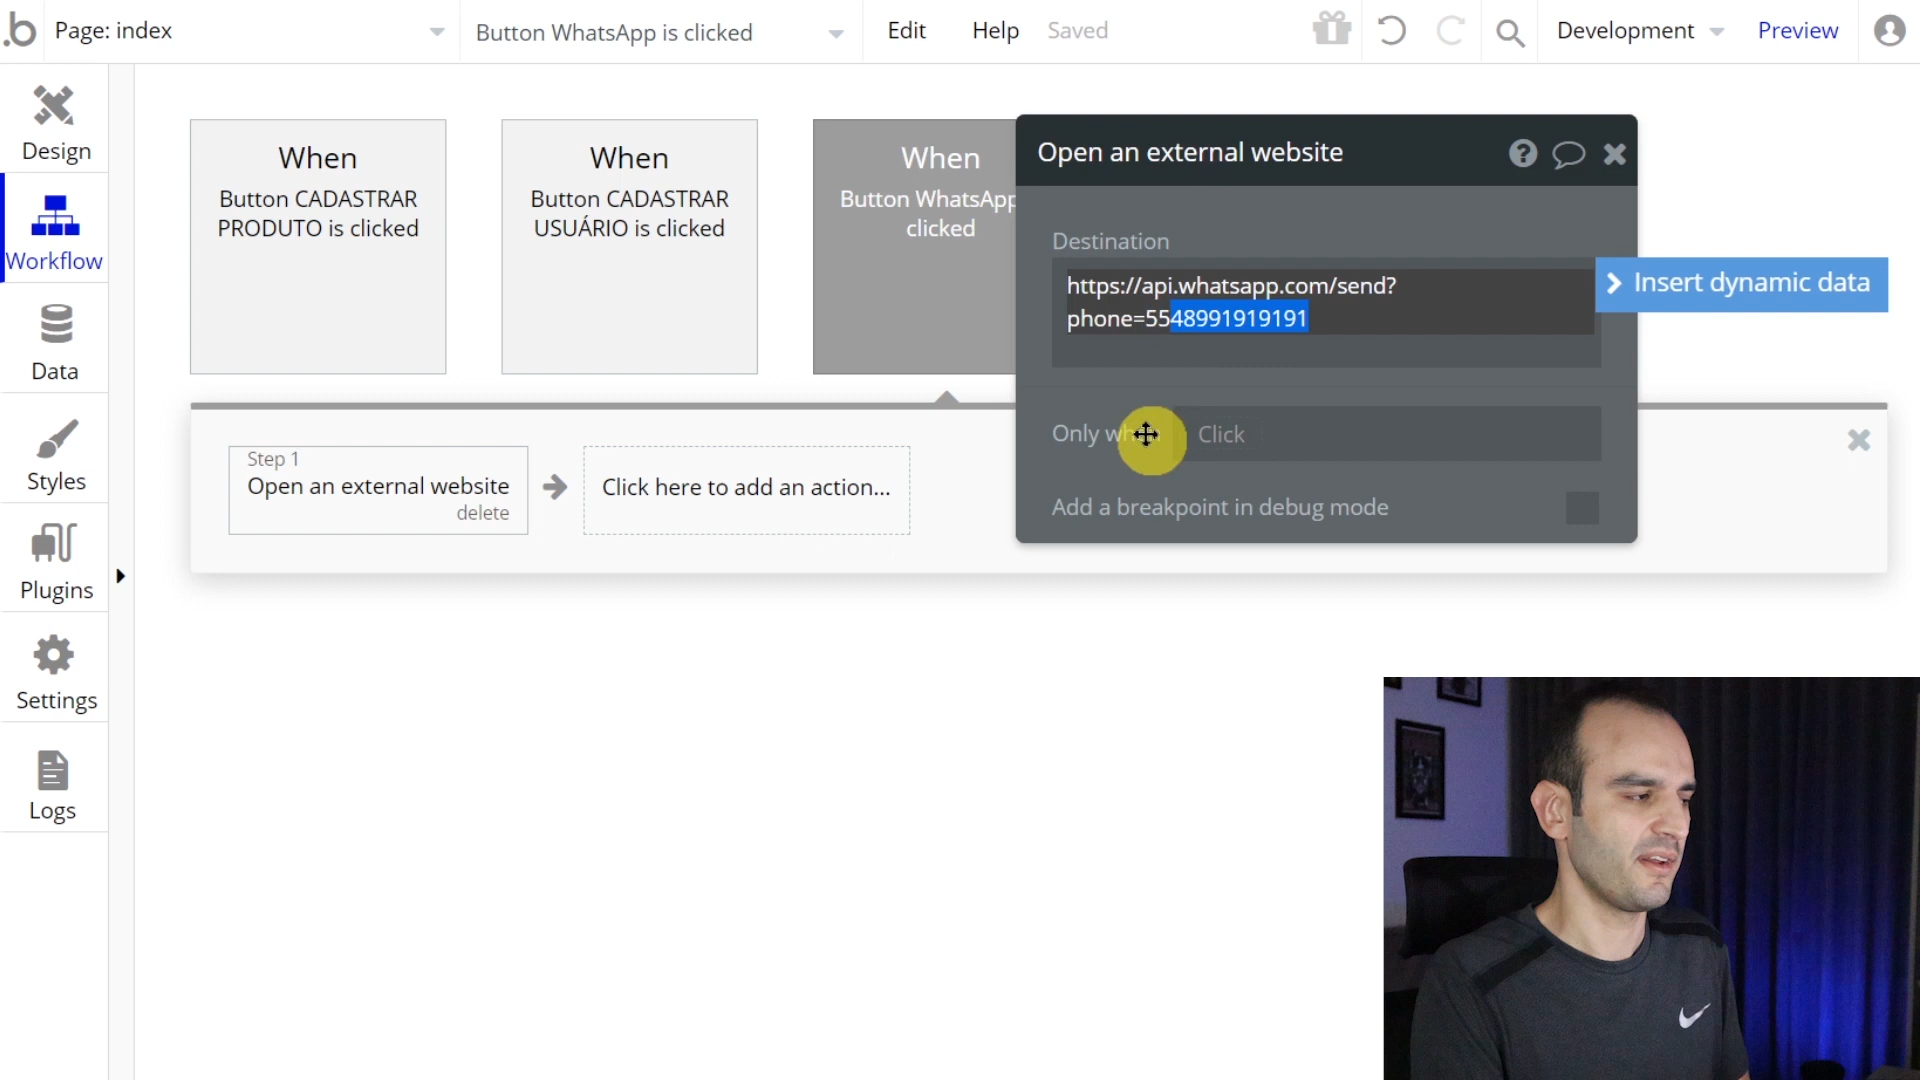 .b
Page: index
Button WhatsApp is clicked
Edit
Help
Saved
Development
Preview
Design
Workflow
Data
Styles
Plugins
Settings
Logs
When
Button CADASTRAR
PRODUTO is clicked
When
Button CADASTRAR
USUÁRIO is clicked
When
Button WhatsApp
clicked
Open an external website
Destination
https://api.whatsapp.com/send?
phone=5548991919191
Insert dynamic data
Only when
Click
Add a breakpoint in debug mode
Step 1
Open an external website
delete
Click here to add an action...